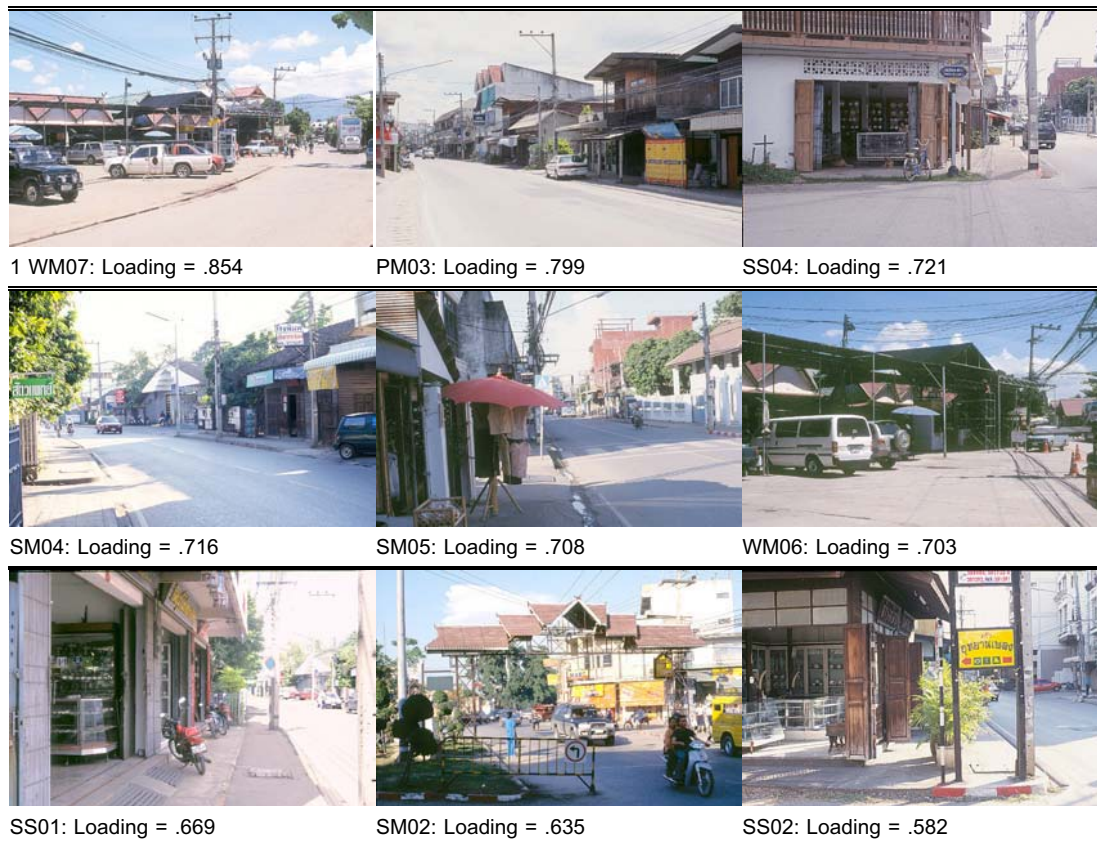 1 WM07: Loading = .854
PM03: Loading = .799
SS04: Loading = .721
SM04: Loading = .716
SM05: Loading = .708
WM06: Loading = .703
SS01: Loading = .669
SM02: Loading = .635
SS02: Loading = .582